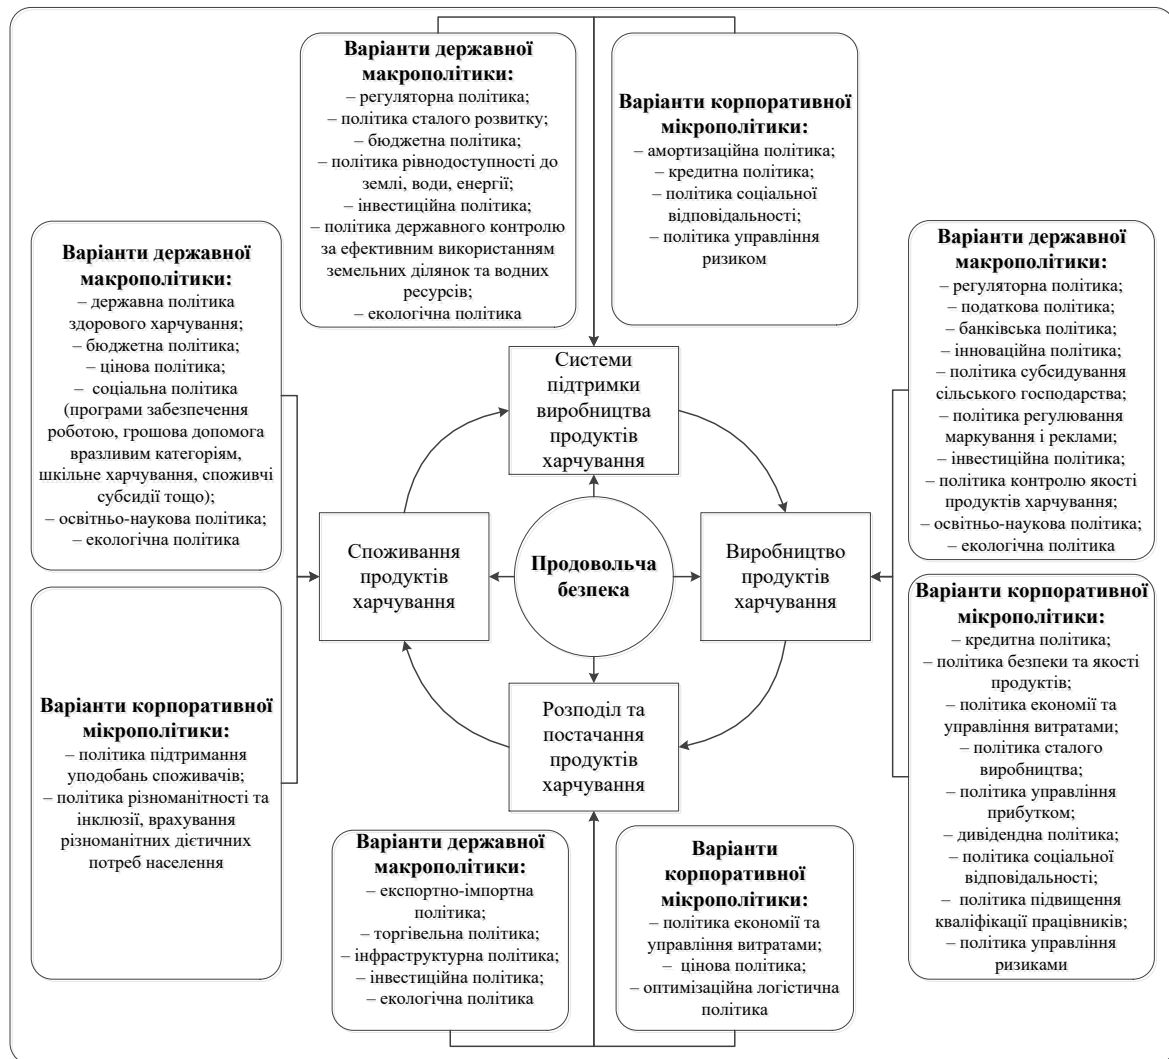 Варіанти державної
макрополітики:
– регуляторна політика;
– політика сталого розвитку;
– бюджетна політика;
– політика рівнодоступності до
землі, води, енергії;
– інвестиційна політика;
– політика державного контролю
за ефективним використанням
земельних ділянок та водних
ресурсів;
– екологічна політика
Варіанти корпоративної
мікрополітики:
– амортизаційна політика;
– кредитна політика;
– політика соціальної
відповідальності;
– політика управління
ризиком
Варіанти державної
макрополітики:
– державна політика
здорового харчування;
– бюджетна політика;
– цінова політика;
– соціальна політика
(програми забезпечення
роботою, грошова допомога
вразливим категоріям,
шкільне харчування, споживчі
субсидії тощо);
– освітньо-наукова політика;
– екологічна політика
Варіанти корпоративної
мікрополітики:
– політика підтримання
уподобань споживачів;
– політика різноманітності та
інклюзії, врахування
різноманітних дієтичних
потреб населення
Системи
підтримки
виробництва
продуктів
харчування
Споживання
продуктів
харчування
Продовольча
безпека
Виробництво
продуктів
харчування
Розподіл та
постачання
продуктів
харчування
Варіанти державної
макрополітики:
– регуляторна політика;
– податкова політика;
– банківська політика;
– інноваційна політика;
– політика субсидування
сільського господарства;
– політика регулювання
маркування і реклами;
– інвестиційна політика;
– політика контролю якості
продуктів харчування;
– освітньо-наукова політика;
– екологічна політика
Варіанти корпоративної
мікрополітики:
– кредитна політика;
– політика безпеки та якості
продуктів;
– політика економії та
управління витратами;
– політика сталого
виробництва;
– політика управління
прибутком;
– дивідендна політика;
– політика соціальної
відповідальності;
– політика підвищення
кваліфікації працівників;
– політика управління
ризиками
Варіанти державної
макрополітики:
– експортно-імпортна
політика;
– торгівельна політика;
– інфраструктурна політика;
– інвестиційна політика;
– екологічна політика
Варіанти
корпоративної
мікрополітики:
– політика економії та
управління витратами;
– цінова політика;
– оптимізаційна логістична
політика